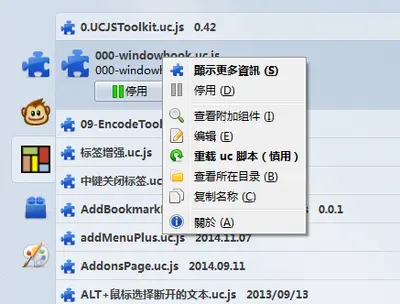 0.UCJSToolkit.uc.js 0.42
000-windowhook.uc.js
000-windowh
停用
顯示更多資訊 (S)
停用 (D)
查看附加组件 (I)
编辑 (E)
重载 uc 脚本（慎用）
查看所在目录 (B)
复制名称 (C)
關於 (A)
09-EncodeTool
标签增强.uc.js
中键关闭标签.uc.js
AddBookmark 0.0.1
addMenuPlus.uc.js 2014.11.07
AddonsPage.uc.js 2014.09.11
ALT+鼠标选择断开的文本.uc.js 2013/09/13